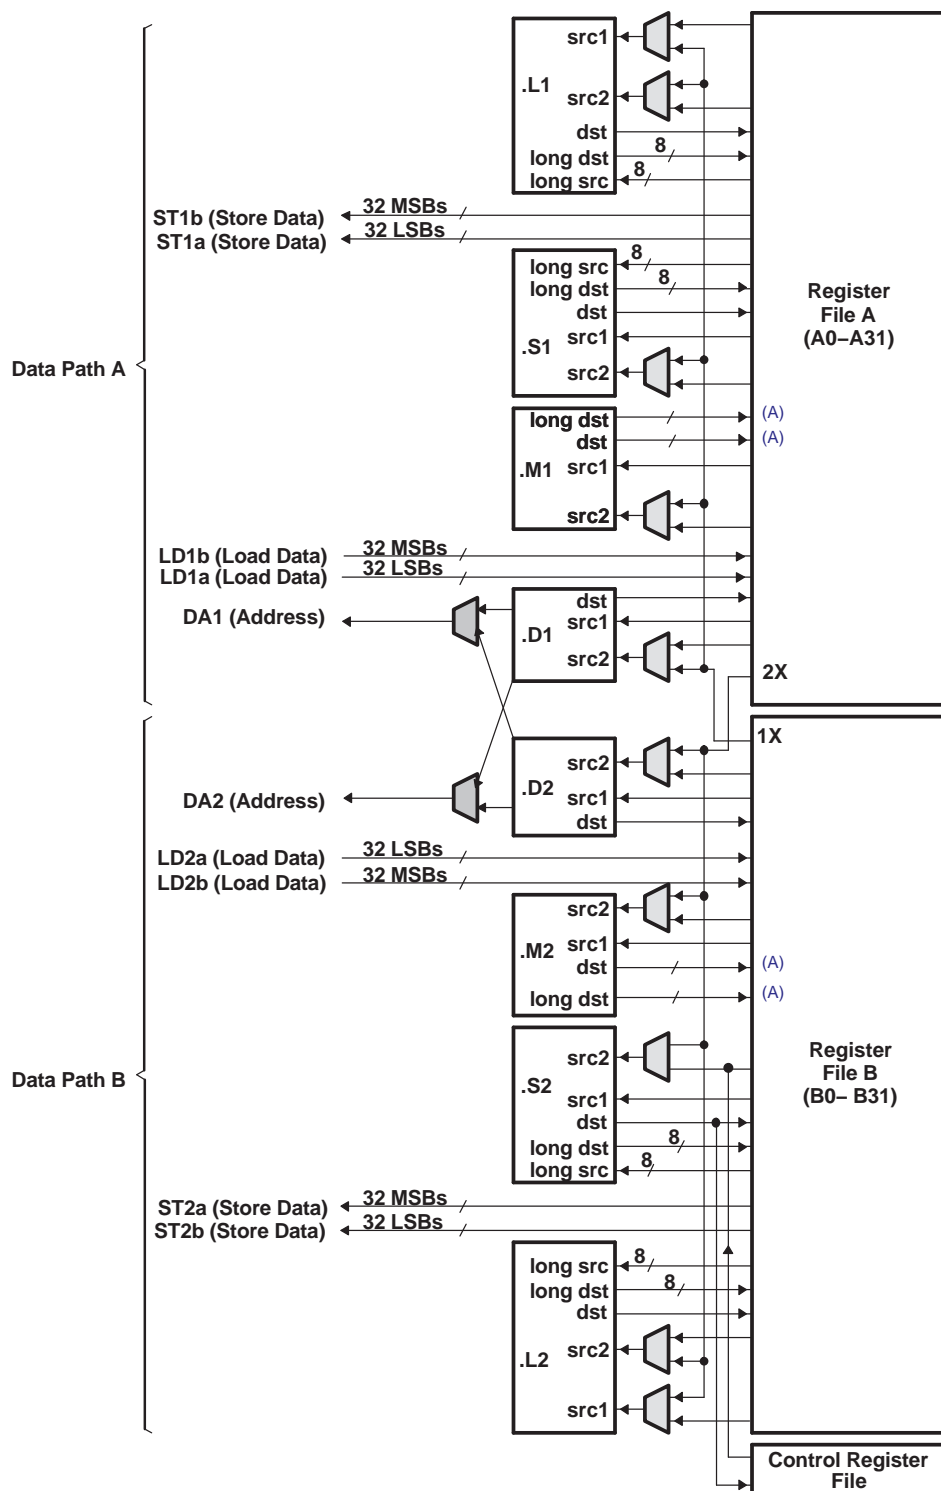 src1
.L1
src2
dst
long dst
8
long src
8
ST1b (Store Data)
32 MSBs
ST1a (Store Data)
32 LSBs
long src
8
long dst
8
dst
.S1
src1
src2
Register
File A
(A0–A31)
Data Path A
long dst
(A)
dst
(A)
.M1
src1
src2
LD1b (Load Data)
32 MSBs
LD1a (Load Data)
32 LSBs
DA1 (Address)
dst
src1
.D1
src2
2X
1X
src2
.D2
src1
dst
DA2 (Address)
LD2a (Load Data)
32 LSBs
LD2b (Load Data)
32 MSBs
src2
src1
.M2
dst
(A)
long dst
(A)
Register
File B
(B0– B31)
Data Path B
src2
.S2
src1
dst
long dst
8
long src
8
ST2a (Store Data)
32 MSBs
ST2b (Store Data)
32 LSBs
long src
8
long dst
8
dst
.L2
src2
src1
Control Register
File